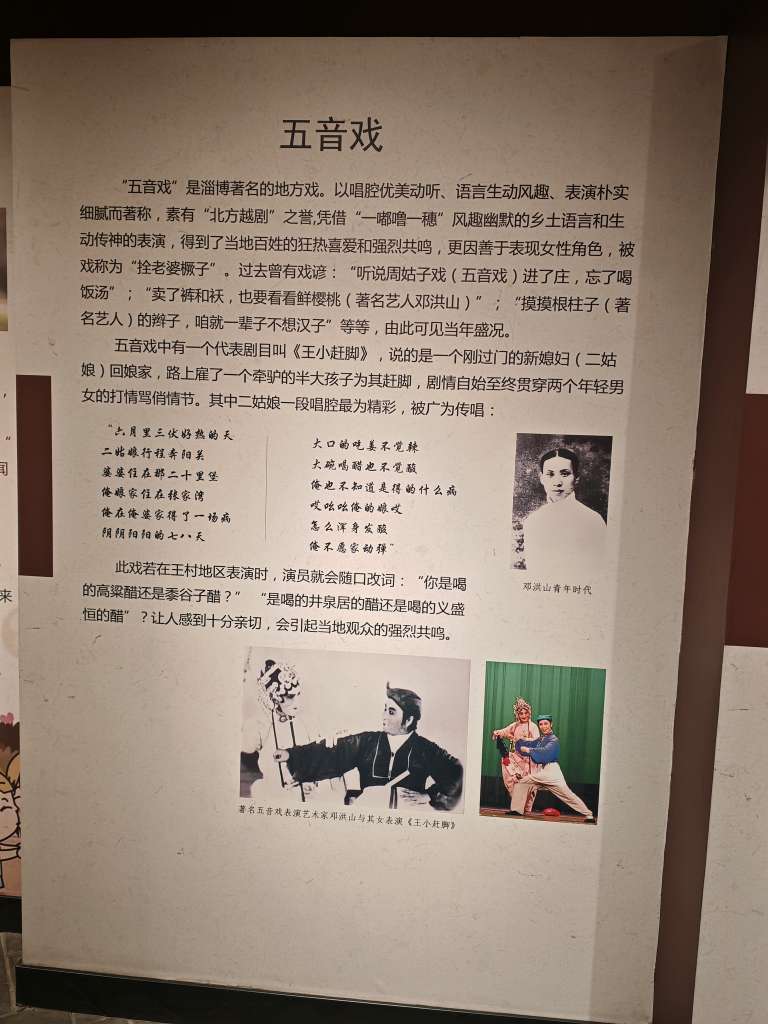 五音戏
“五音戏”是淄博著名的地方戏。以唱腔优美动听、语言生动风趣、表演朴实
细腻而著称，素有“北方越剧”之誉,凭借“一嘟噜一穗”风趣幽默的乡土语言和生
动传神的表演，得到了当地百姓的狂热喜爱和强烈共鸣，更因善于表现女性角色，被
戏称为“拴老婆橛子”。过去曾有戏谚：“听说周姑子戏（五音戏）进了庄，忘了喝
饭汤”；“卖了裤和袄，也要看看鲜樱桃（著名艺人邓洪山）”；“摸摸根柱子（著
名艺人）的辫子，咱就一辈子不想汉子”等等，由此可见当年盛况。
五音戏中有一个代表剧目叫《王小赶脚》，说的是一个刚过门的新媳妇（二姑
娘）回娘家，路上雇了一个牵驴的半大孩子为其赶脚，剧情自始至终贯穿两个年轻男
女的打情骂俏情节。其中二姑娘一段唱腔最为精彩，被广为传唱：
“六月里三伏好热的天
二姑娘行程奔阳关
婆婆住在那二十里堡
俺娘家住在张家湾
俺在俺婆家得了一场病
阴阴阳阳的七八天
大口的吃姜不觉辣
大碗喝醋也不觉酸
俺也不知道是得的什么病
哎吆吆俺的娘哎
怎么浑身发酸
俺不愿家动弹”
邓洪山青年时代
此戏若在王村地区表演时，演员就会随口改词：“你是喝
的高粱醋还是黍谷子醋？” “是喝的井泉居的醋还是喝的义盛
恒的醋”？让人感到十分亲切，会引起当地观众的强烈共鸣。
著名五音戏表演艺术家邓洪山与其女表演《王小赶脚》
，
”
闻
来